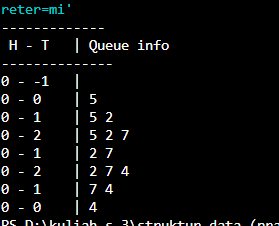 reter=mi'
-------------
 H - T   | Queue info
--------------
0 - -1   |
0 - 0    | 5
0 - 1    | 5 2
0 - 2    | 5 2 7
0 - 1    | 2 7
0 - 2    | 2 7 4
0 - 1    | 7 4
0 - 0    | 4
PS D:\kuliah s 3\struktur data (pra